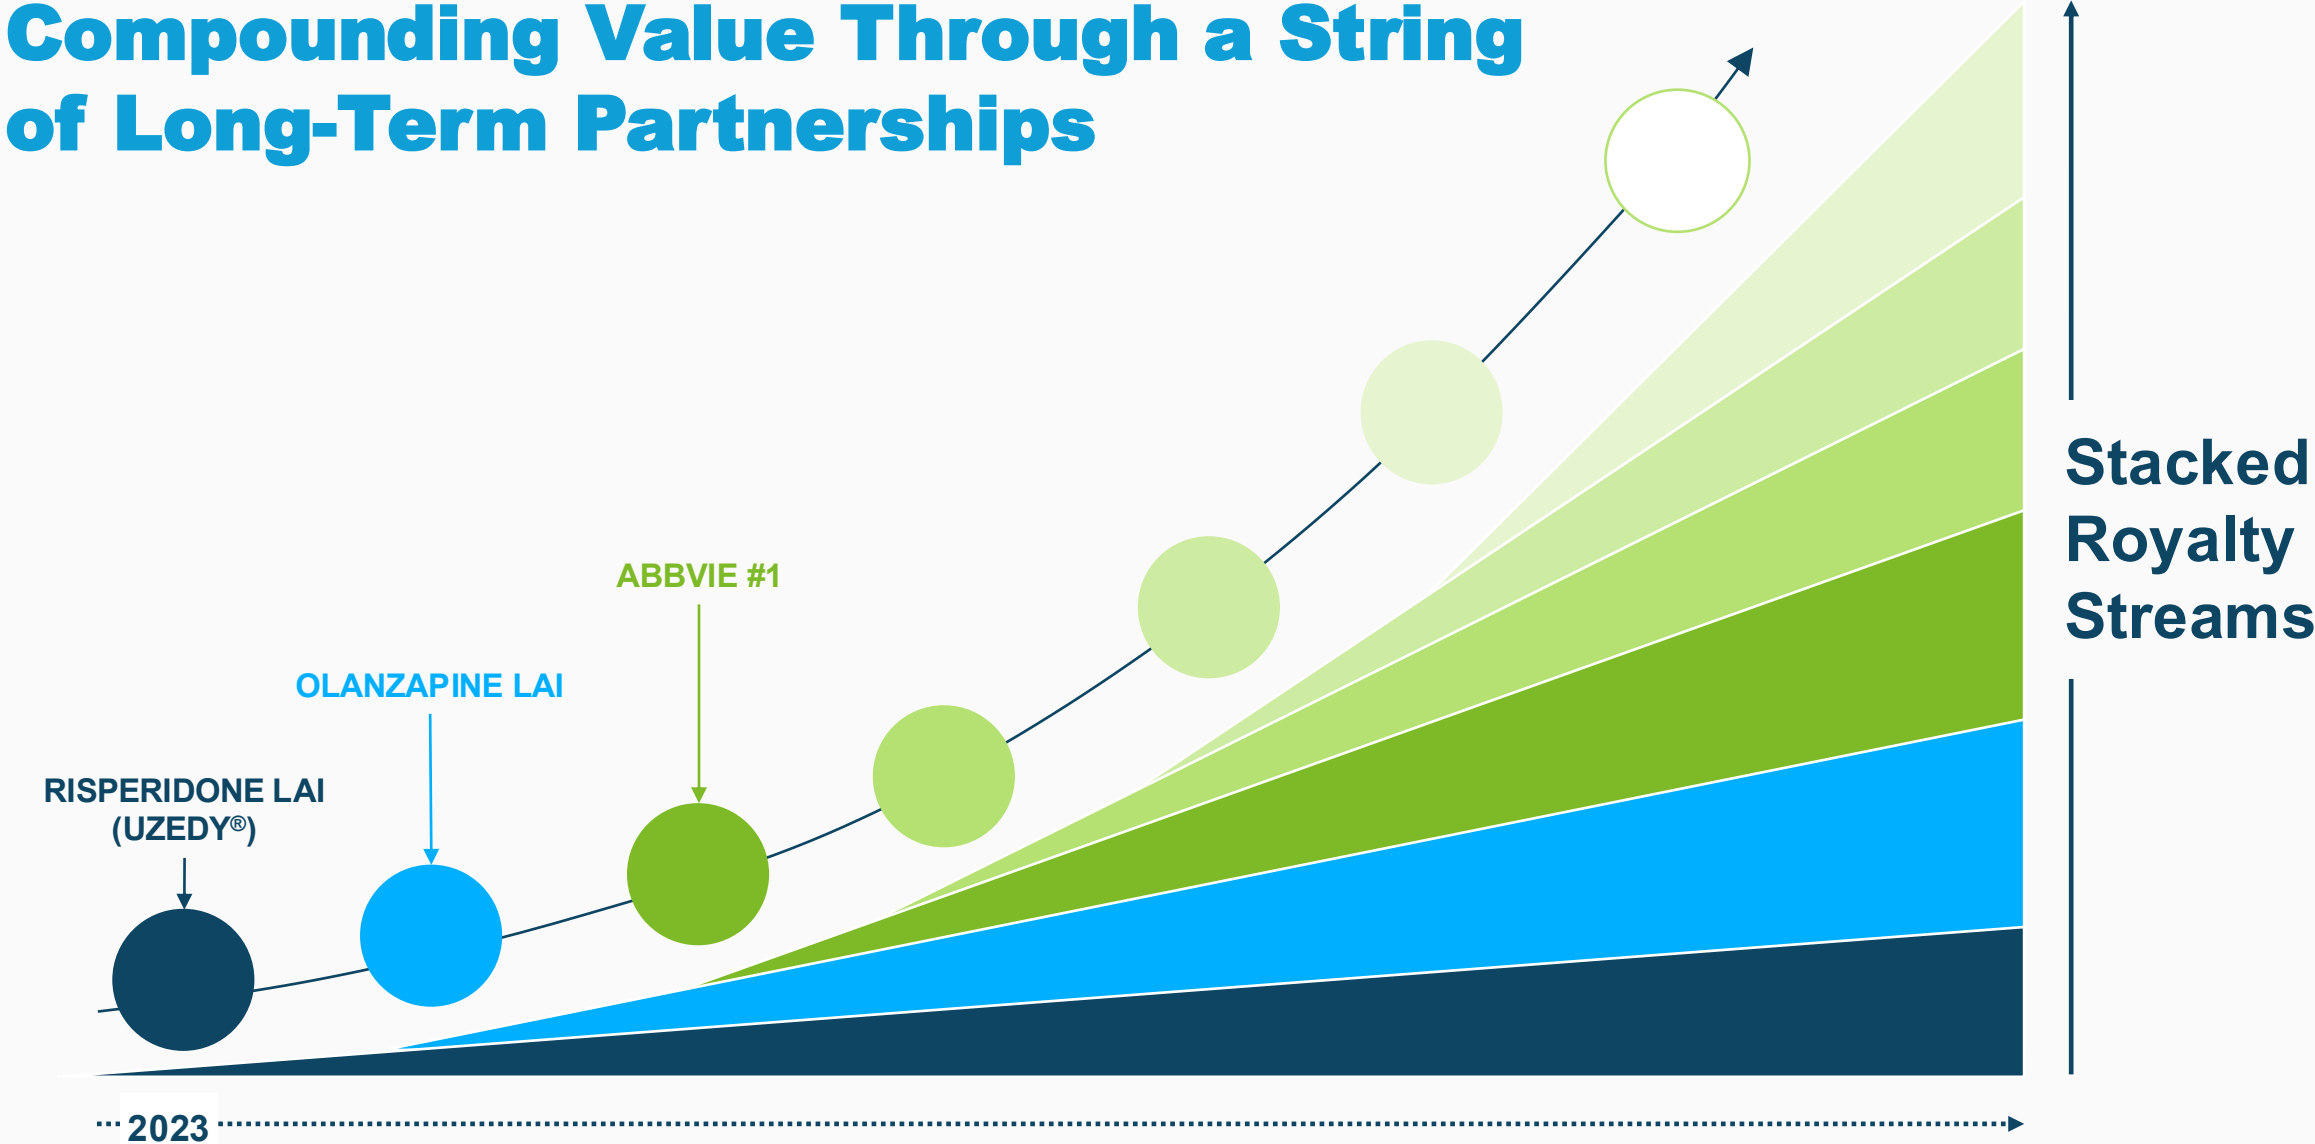 Compounding Value Through a String
of Long-Term Partnerships
ABBVIE #1
OLANZAPINE LAI
RISPERIDONE LAI
(UZEDY®)
Stacked
Royalty
Streams
2023